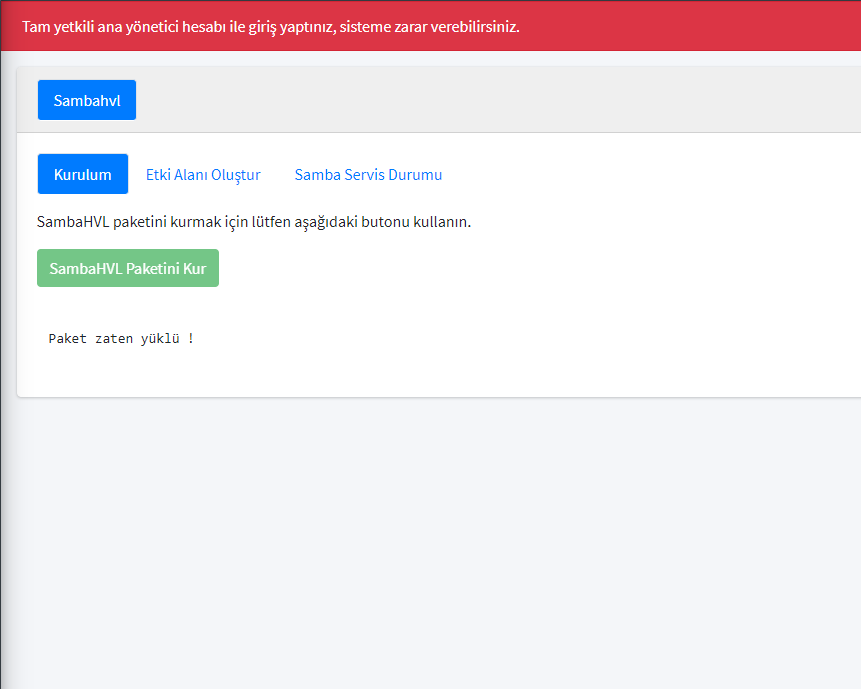 Tam yetkili ana yönetici hesabı ile giriş yaptınız, sisteme zarar verebilirsiniz.
Sambahvl
Kurulum Etki Alanı Oluştur Samba Servis Durumu
SambaHVL paketini kurmak için lütfen aşağıdaki butonu kullanın.
SambaHVL Paketini Kur
Paket zaten yüklü !